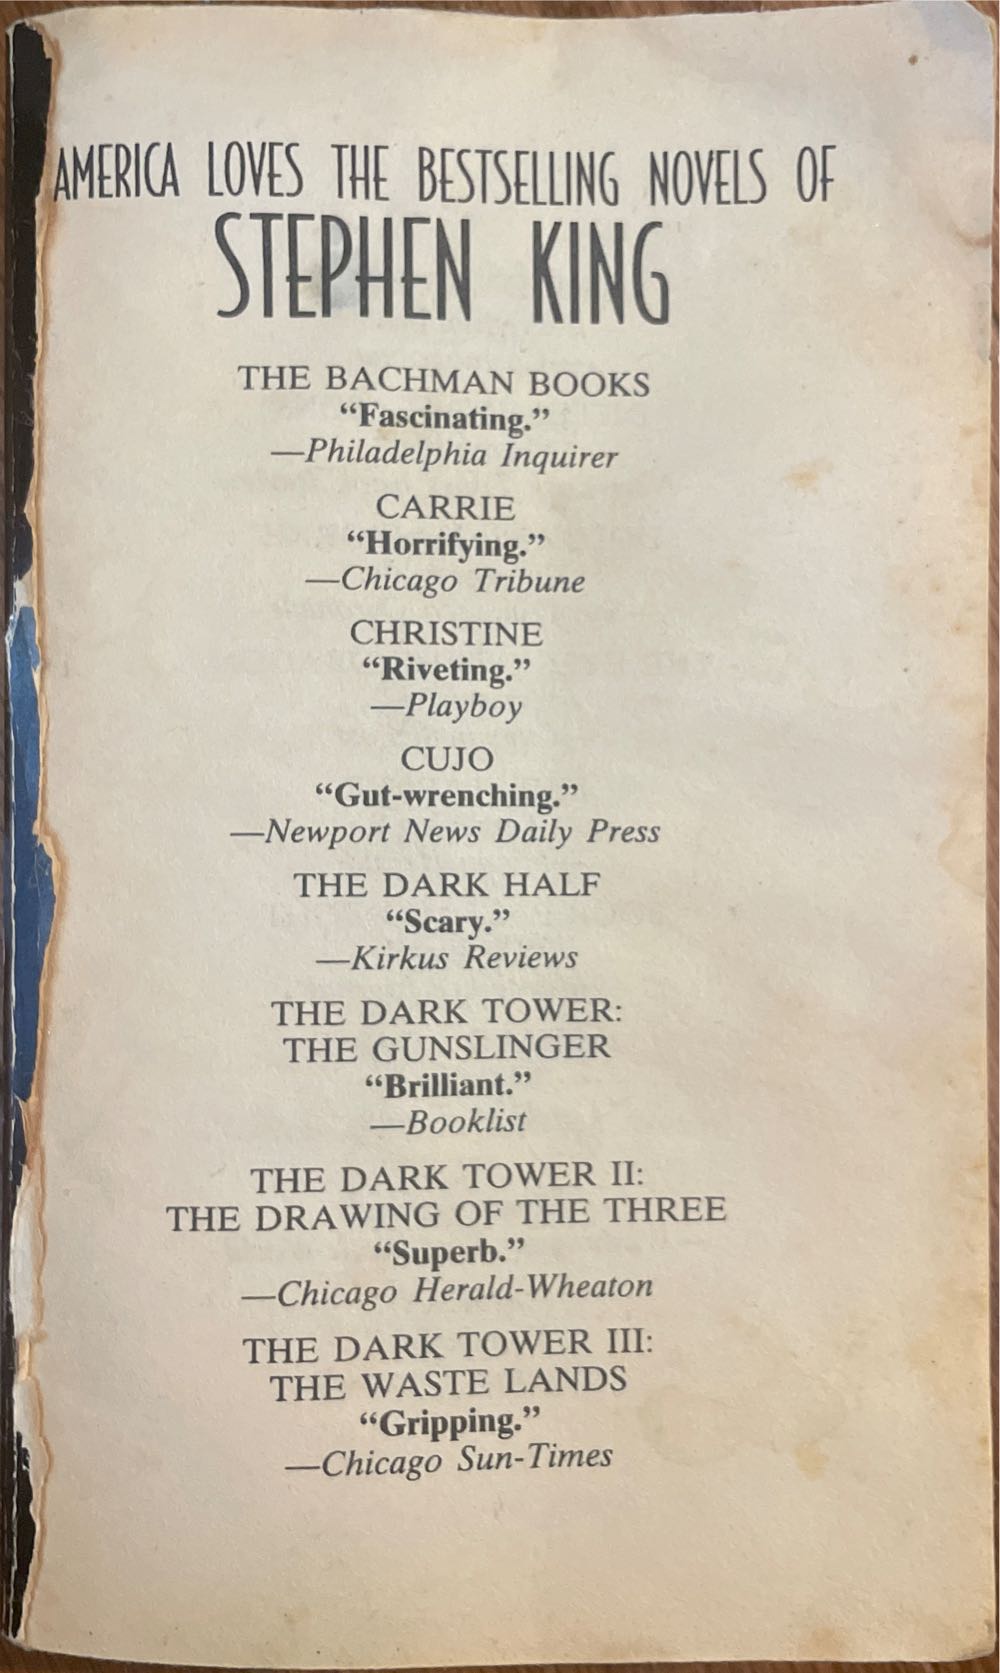 AMERICA LOVES THE BESTSELLING NOVELS OF
STEPHEN KING
THE BACHMAN BOOKS
“Fascinating.”
—Philadelphia Inquirer
CARRIE
“Horrifying.”
—Chicago Tribune
CHRISTINE
“Riveting.”
—Playboy
CUJO
“Gut-wrenching.”
—Newport News Daily Press
THE DARK HALF
“Scary.”
—Kirkus Reviews
THE DARK TOWER:
THE GUNSLINGER
“Brilliant.”
—Booklist
THE DARK TOWER II:
THE DRAWING OF THE THREE
“Superb.”
—Chicago Herald-Wheaton
THE DARK TOWER III:
THE WASTE LANDS
“Gripping.”
—Chicago Sun-Times